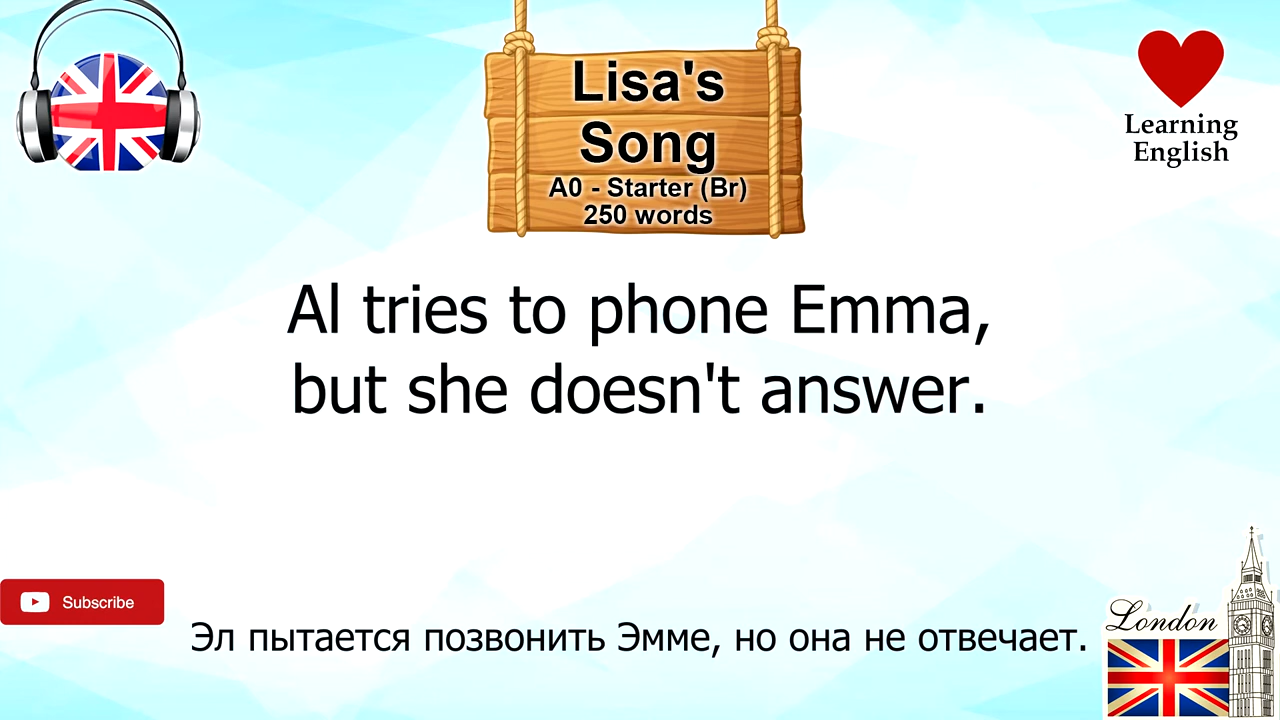 Lisa's
Song
A0 - Starter (Br)
250 words
Learning
English
Al tries to phone Emma,
but she doesn't answer.
Subscribe
Эл пытается позвонить Эмме, но она не отвечает.
London